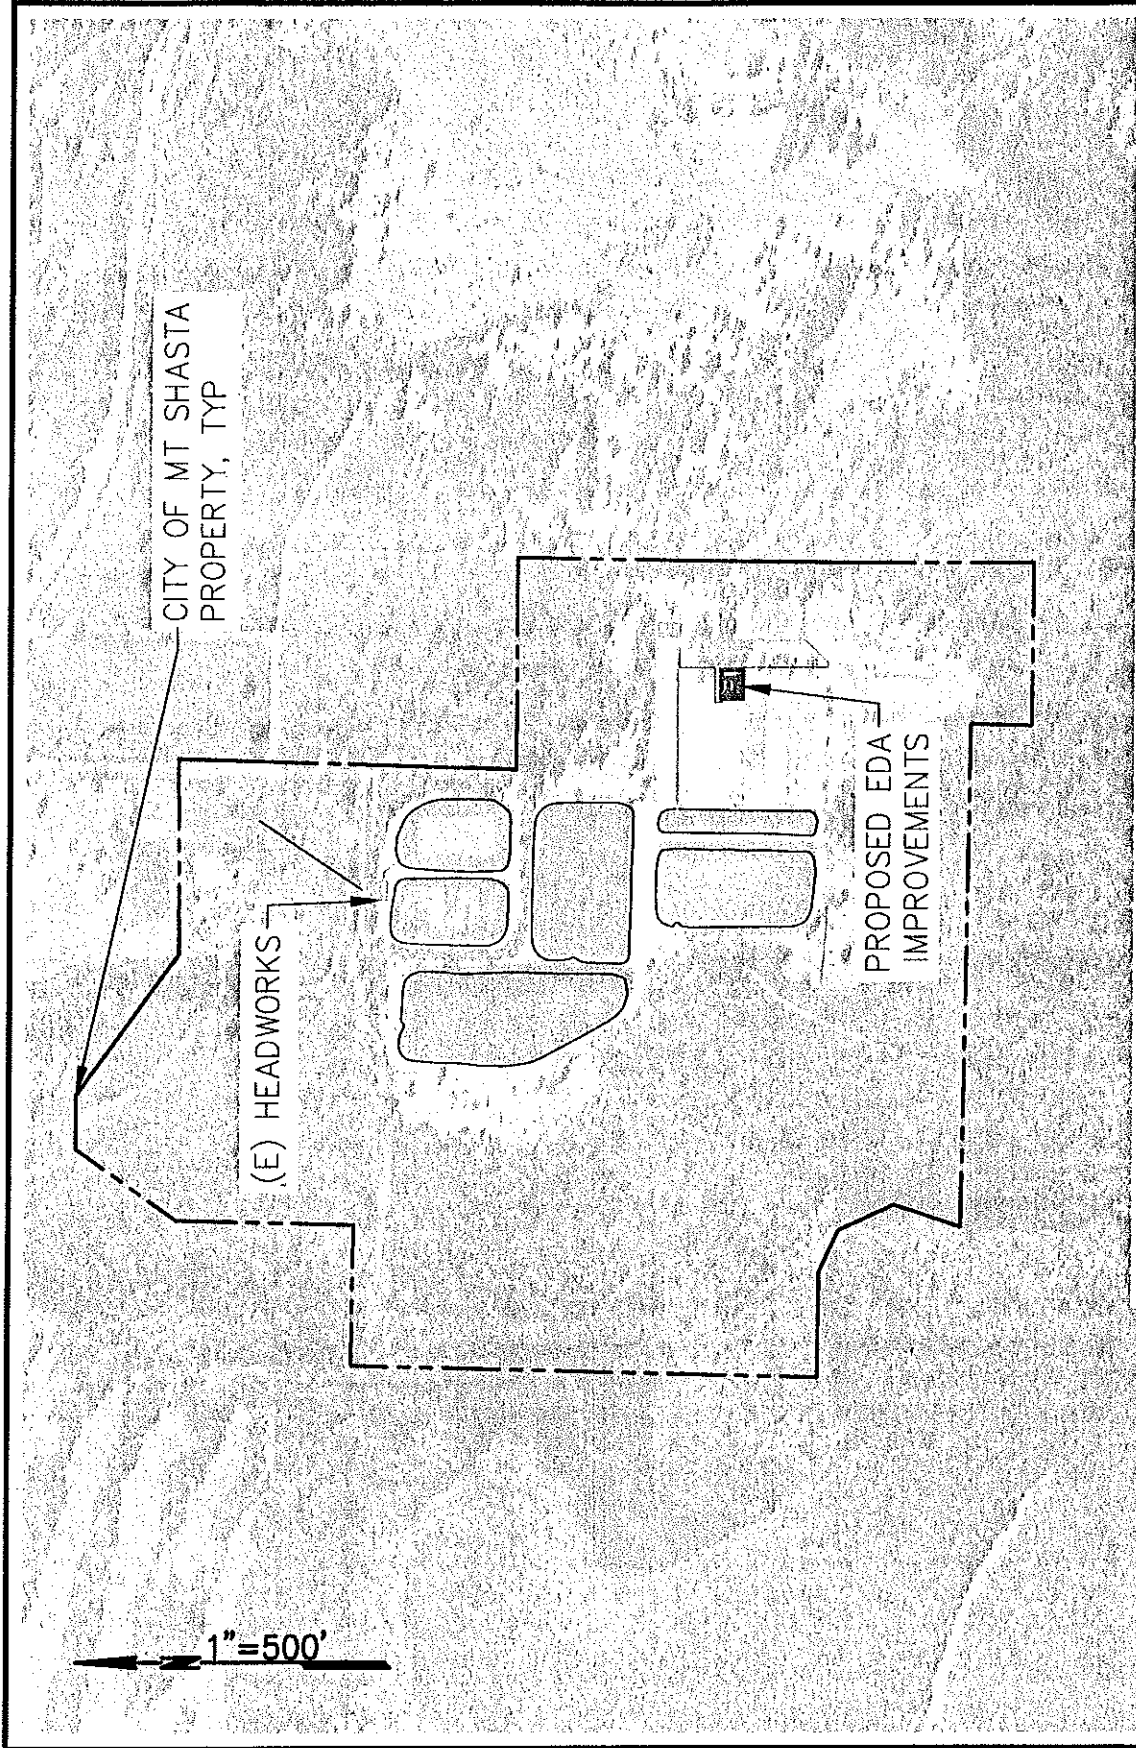 CITY OF MT SHASTA
PROPERTY, TYP
(E) HEADWORKS
PROPOSED EDA
IMPROVEMENTS
1"=500'